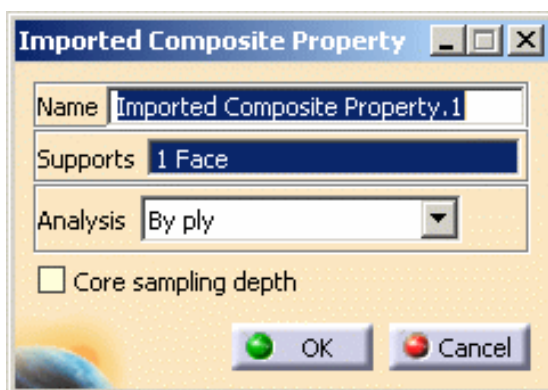 Imported Composite Property
Name Imported Composite Property.1
Supports 1 Face
Analysis By ply
Core sampling depth
OK Cancel